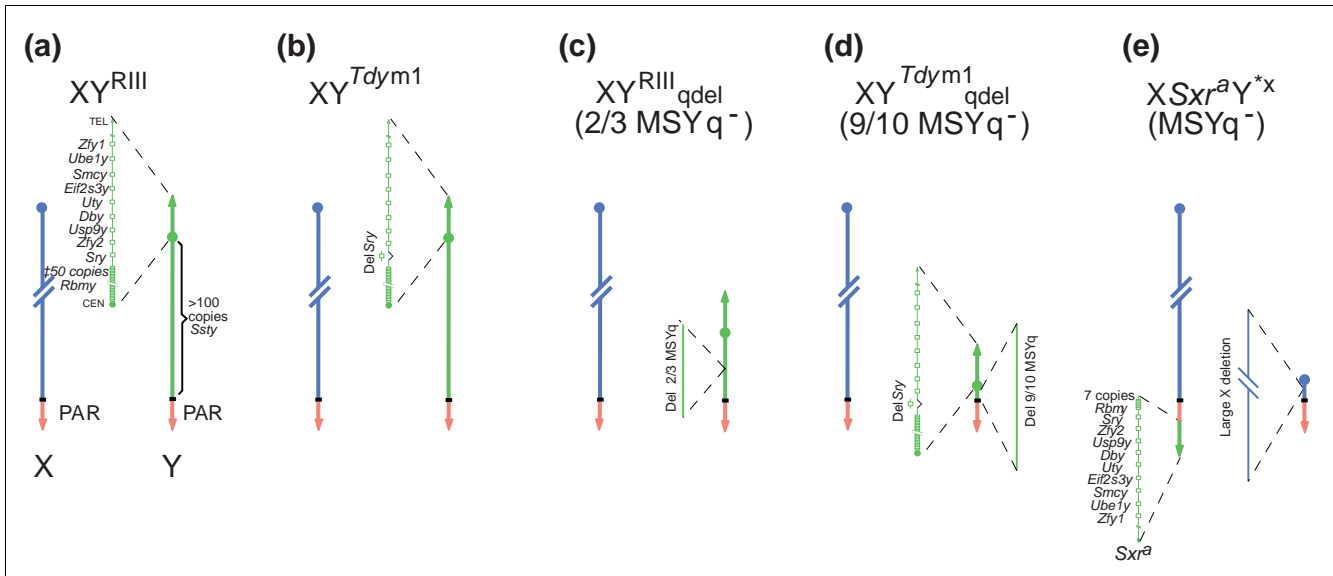 (a)
XY^RIII
TEL
Zfy1
Ube1y
Smcy
Eif2s3y
Uty
Dby
Usp9y
Zfy2
Sry
‡50 copies
Rbmy
CEN
>100
copies
Ssty
PAR
PAR
X
Y
(b)
XY^Tdym1
Del Sry
(c)
XY^RIII qdel
(2/3 MSYq⁻)
Del 2/3 MSYq
(d)
XY^Tdym1 qdel
(9/10 MSYq⁻)
Del Sry
Del 9/10 MSYq
(e)
XSxr^aY^*x
(MSYq⁻)
7 copies
Rbmy
Sry
Zfy2
Usp9y
Dby
Uty
Eif2s3y
Smcy
Ube1y
Zfy1
Sxr^a
Large X deletion